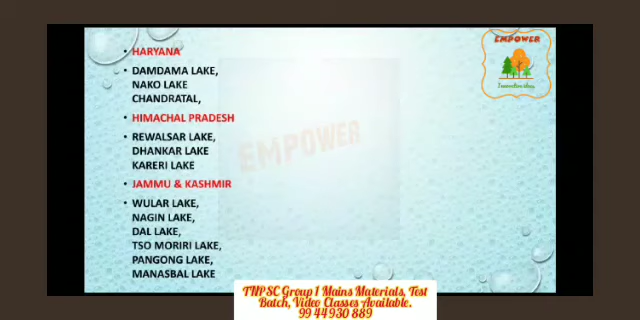 EMPOWER
• HARYANA
• DAMDAMA LAKE,
NAKO LAKE
CHANDRATAL,
• HIMACHAL PRADESH
• REWALSAR LAKE,
DHANKAR LAKE
KARERI LAKE
• JAMMU & KASHMIR
• WULAR LAKE,
NAGIN LAKE,
DAL LAKE,
TSO MORIRI LAKE,
PANGONG LAKE,
MANASBAL LAKE
EMPOWER
TNPSC Group 1 Mains Materials, Test
Batch, Video Classes Available.
99 44 930 889